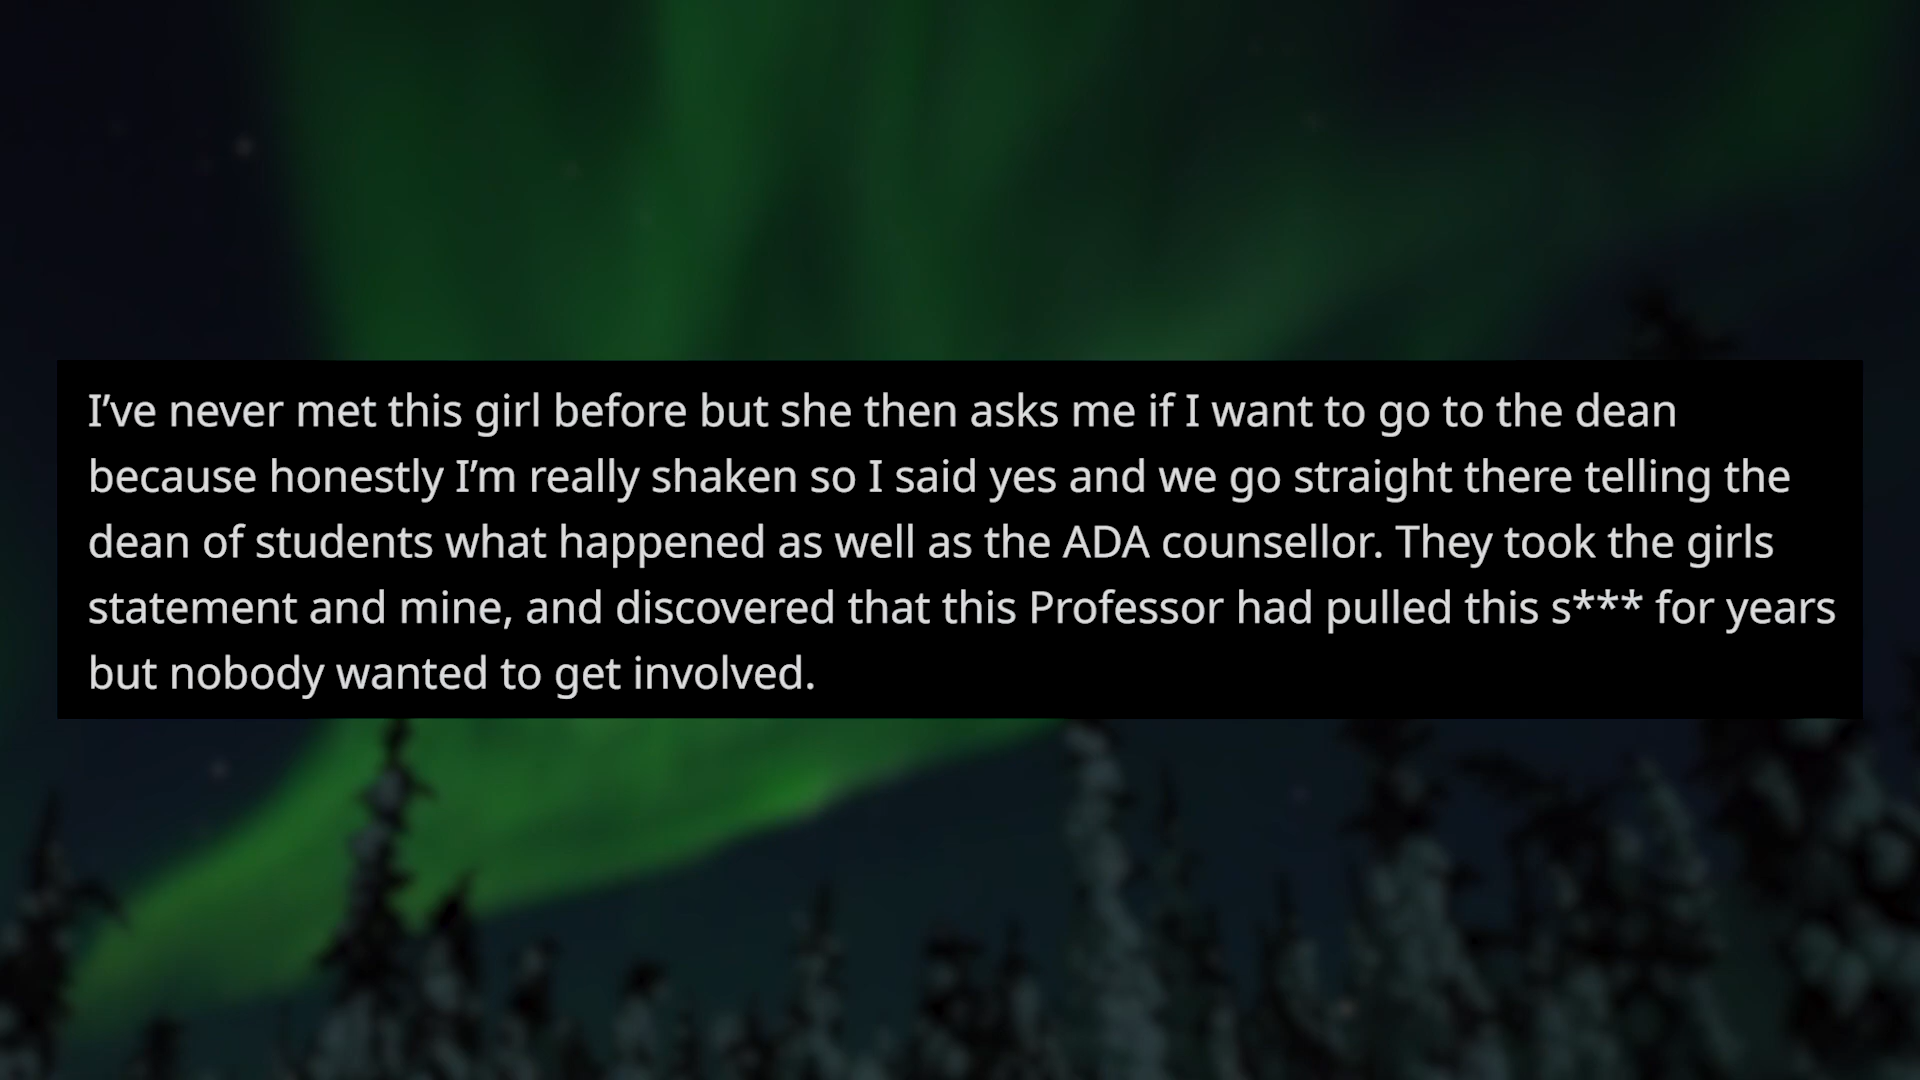 I’ve never met this girl before but she then asks me if I want to go to the dean
because honestly I’m really shaken so I said yes and we go straight there telling the
dean of students what happened as well as the ADA counsellor. They took the girls
statement and mine, and discovered that this Professor had pulled this s*** for years
but nobody wanted to get involved.